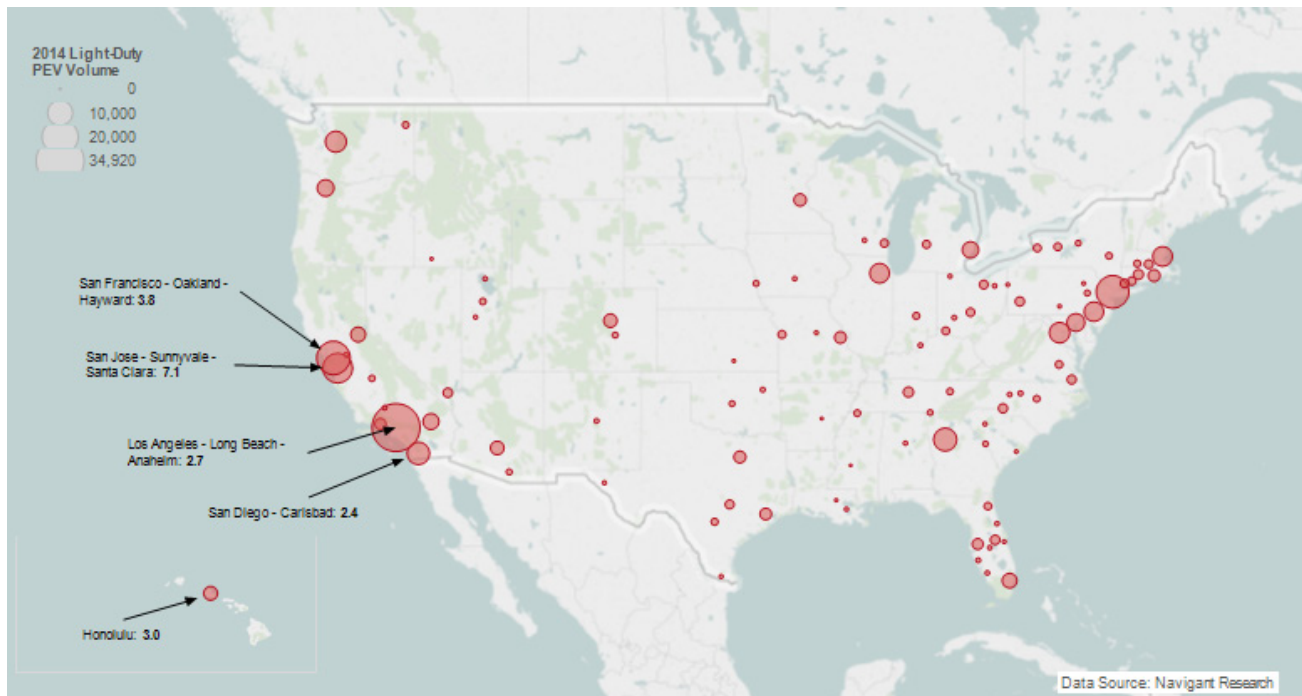 2014 Light-Duty
PEV Volume
0
10,000
20,000
34,920
San Francisco - Oakland -
Hayward: 3.8
San Jose - Sunnyvale -
Santa Clara: 7.1
Los Angeles - Long Beach -
Anaheim: 2.7
San Diego - Carlsbad: 2.4
Honolulu: 3.0
Data Source: Navigant Research